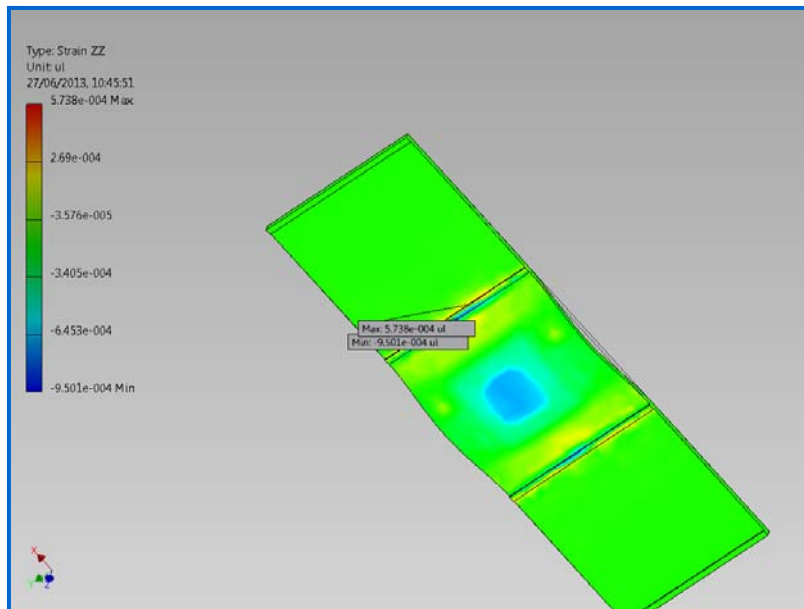 Type: Strain ZZ
Unit: ul
27/06/2013, 10:45:51
5.738e-004 Max
2.69e-004
-3.576e-005
-3.405e-004
-6.453e-004
-9.501e-004 Min
Max: 5.738e-004 ul
Min: -9.501e-004 ul
X
Y
Z